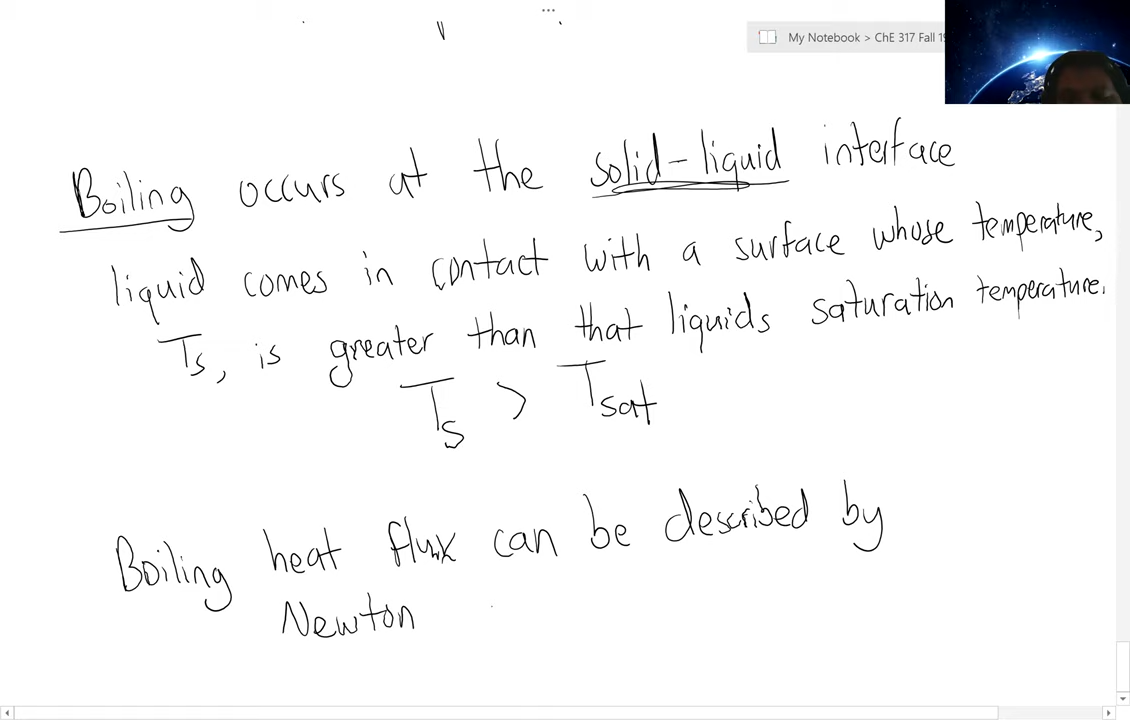 My Notebook > ChE 317 Fall 19
Boiling occurs at the solid-liquid interface
liquid comes in contact with a surface whose temperature,
Ts, is greater than that liquids saturation temperature.
Ts > Tsat
Boiling heat flux can be described by
Newton